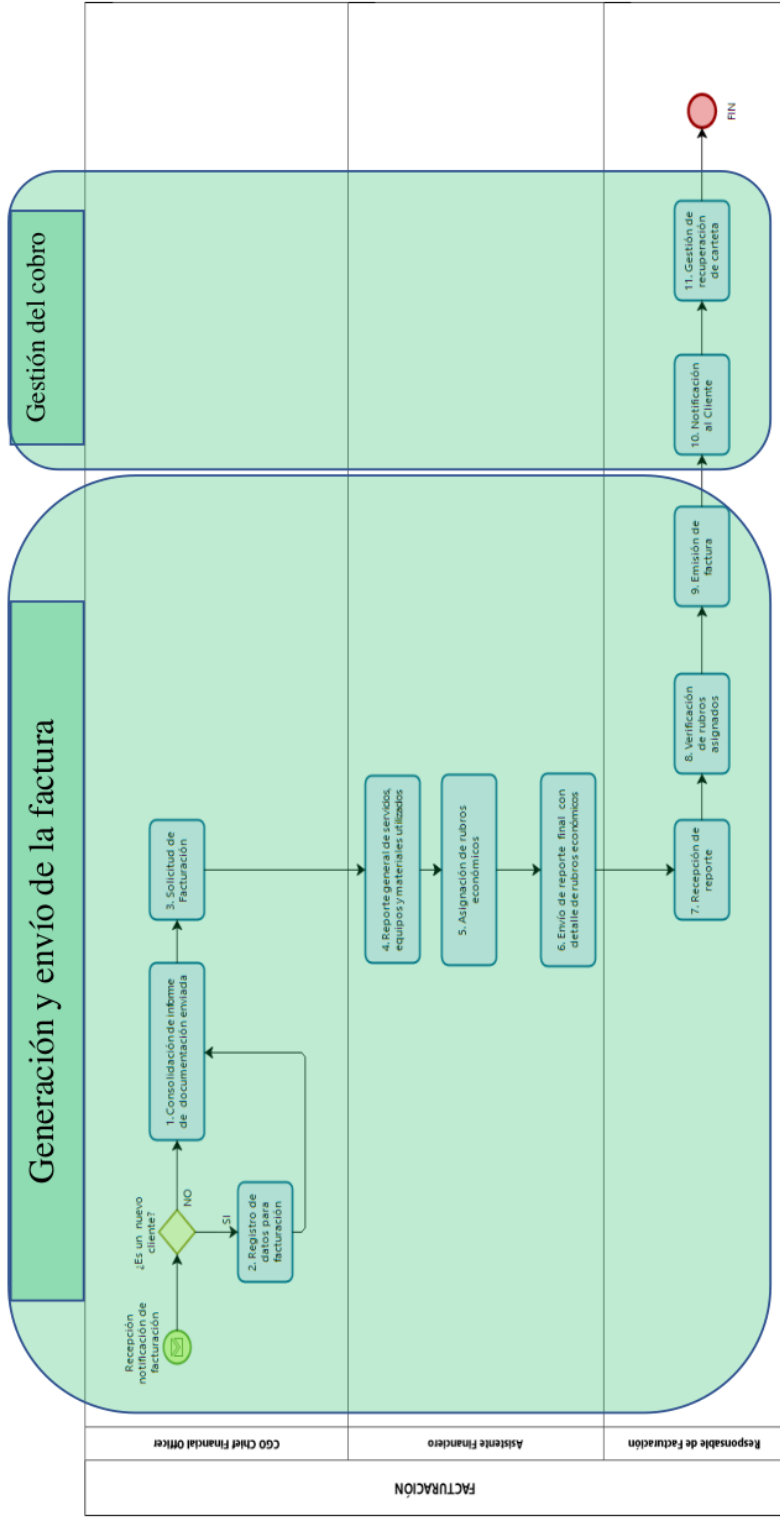 Generación y envío de la factura
Gestión del cobro
FACTURACIÓN
CGO Chief Financial Officer
Recepción
notificación de
facturación
¿Es un nuevo
cliente?
NO
SI
1. Consolidación de informe
de documentación enviada
2. Registro de
datos para
facturación
3. Solicitud de
Facturación
Asistente Financiero
4. Reporte general de servicios,
equipos y materiales utilizados
5. Asignación de rubros
económicos
6. Envío de reporte final con
detalle de rubros económicos
Responsable de Facturación
7. Recepción de
reporte
8. Verificación
de rubros
asignados
9. Emisión de
factura
10. Notificación
al Cliente
11. Gestión de
recuperación
de carteta
FIN